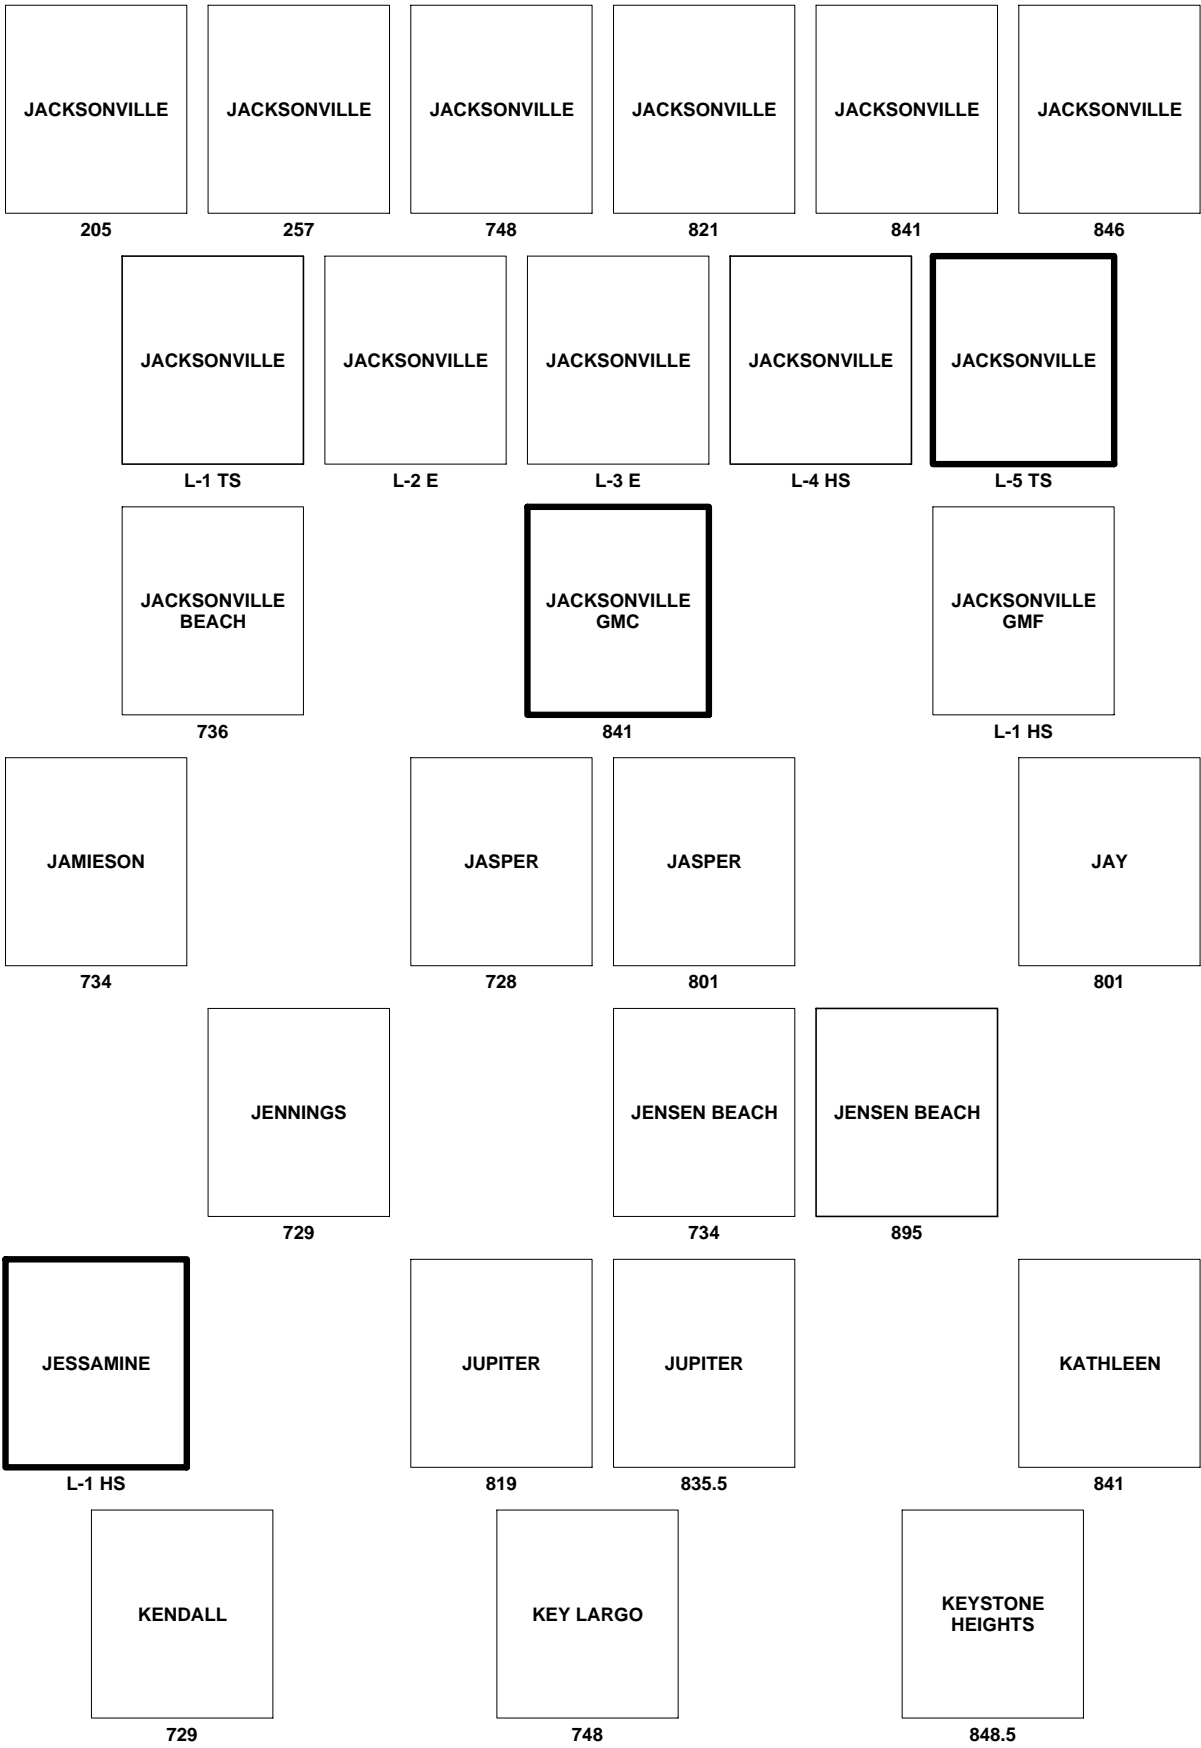 JACKSONVILLE JACKSONVILLE JACKSONVILLE JACKSONVILLE JACKSONVILLE JACKSONVILLE
205 257 748 821 841 846
JACKSONVILLE JACKSONVILLE JACKSONVILLE JACKSONVILLE JACKSONVILLE
L-1 TS L-2 E L-3 E L-4 HS L-5 TS
JACKSONVILLE
BEACH
736
JACKSONVILLE
GMC
841
JACKSONVILLE
GMF
L-1 HS
JAMIESON JASPER JASPER JAY
734 728 801 801
JENNINGS JENSEN BEACH JENSEN BEACH
729 734 895
JESSAMINE JUPITER JUPITER KATHLEEN
L-1 HS 819 835.5 841
KENDALL
729
KEY LARGO
748
KEYSTONE
HEIGHTS
848.5